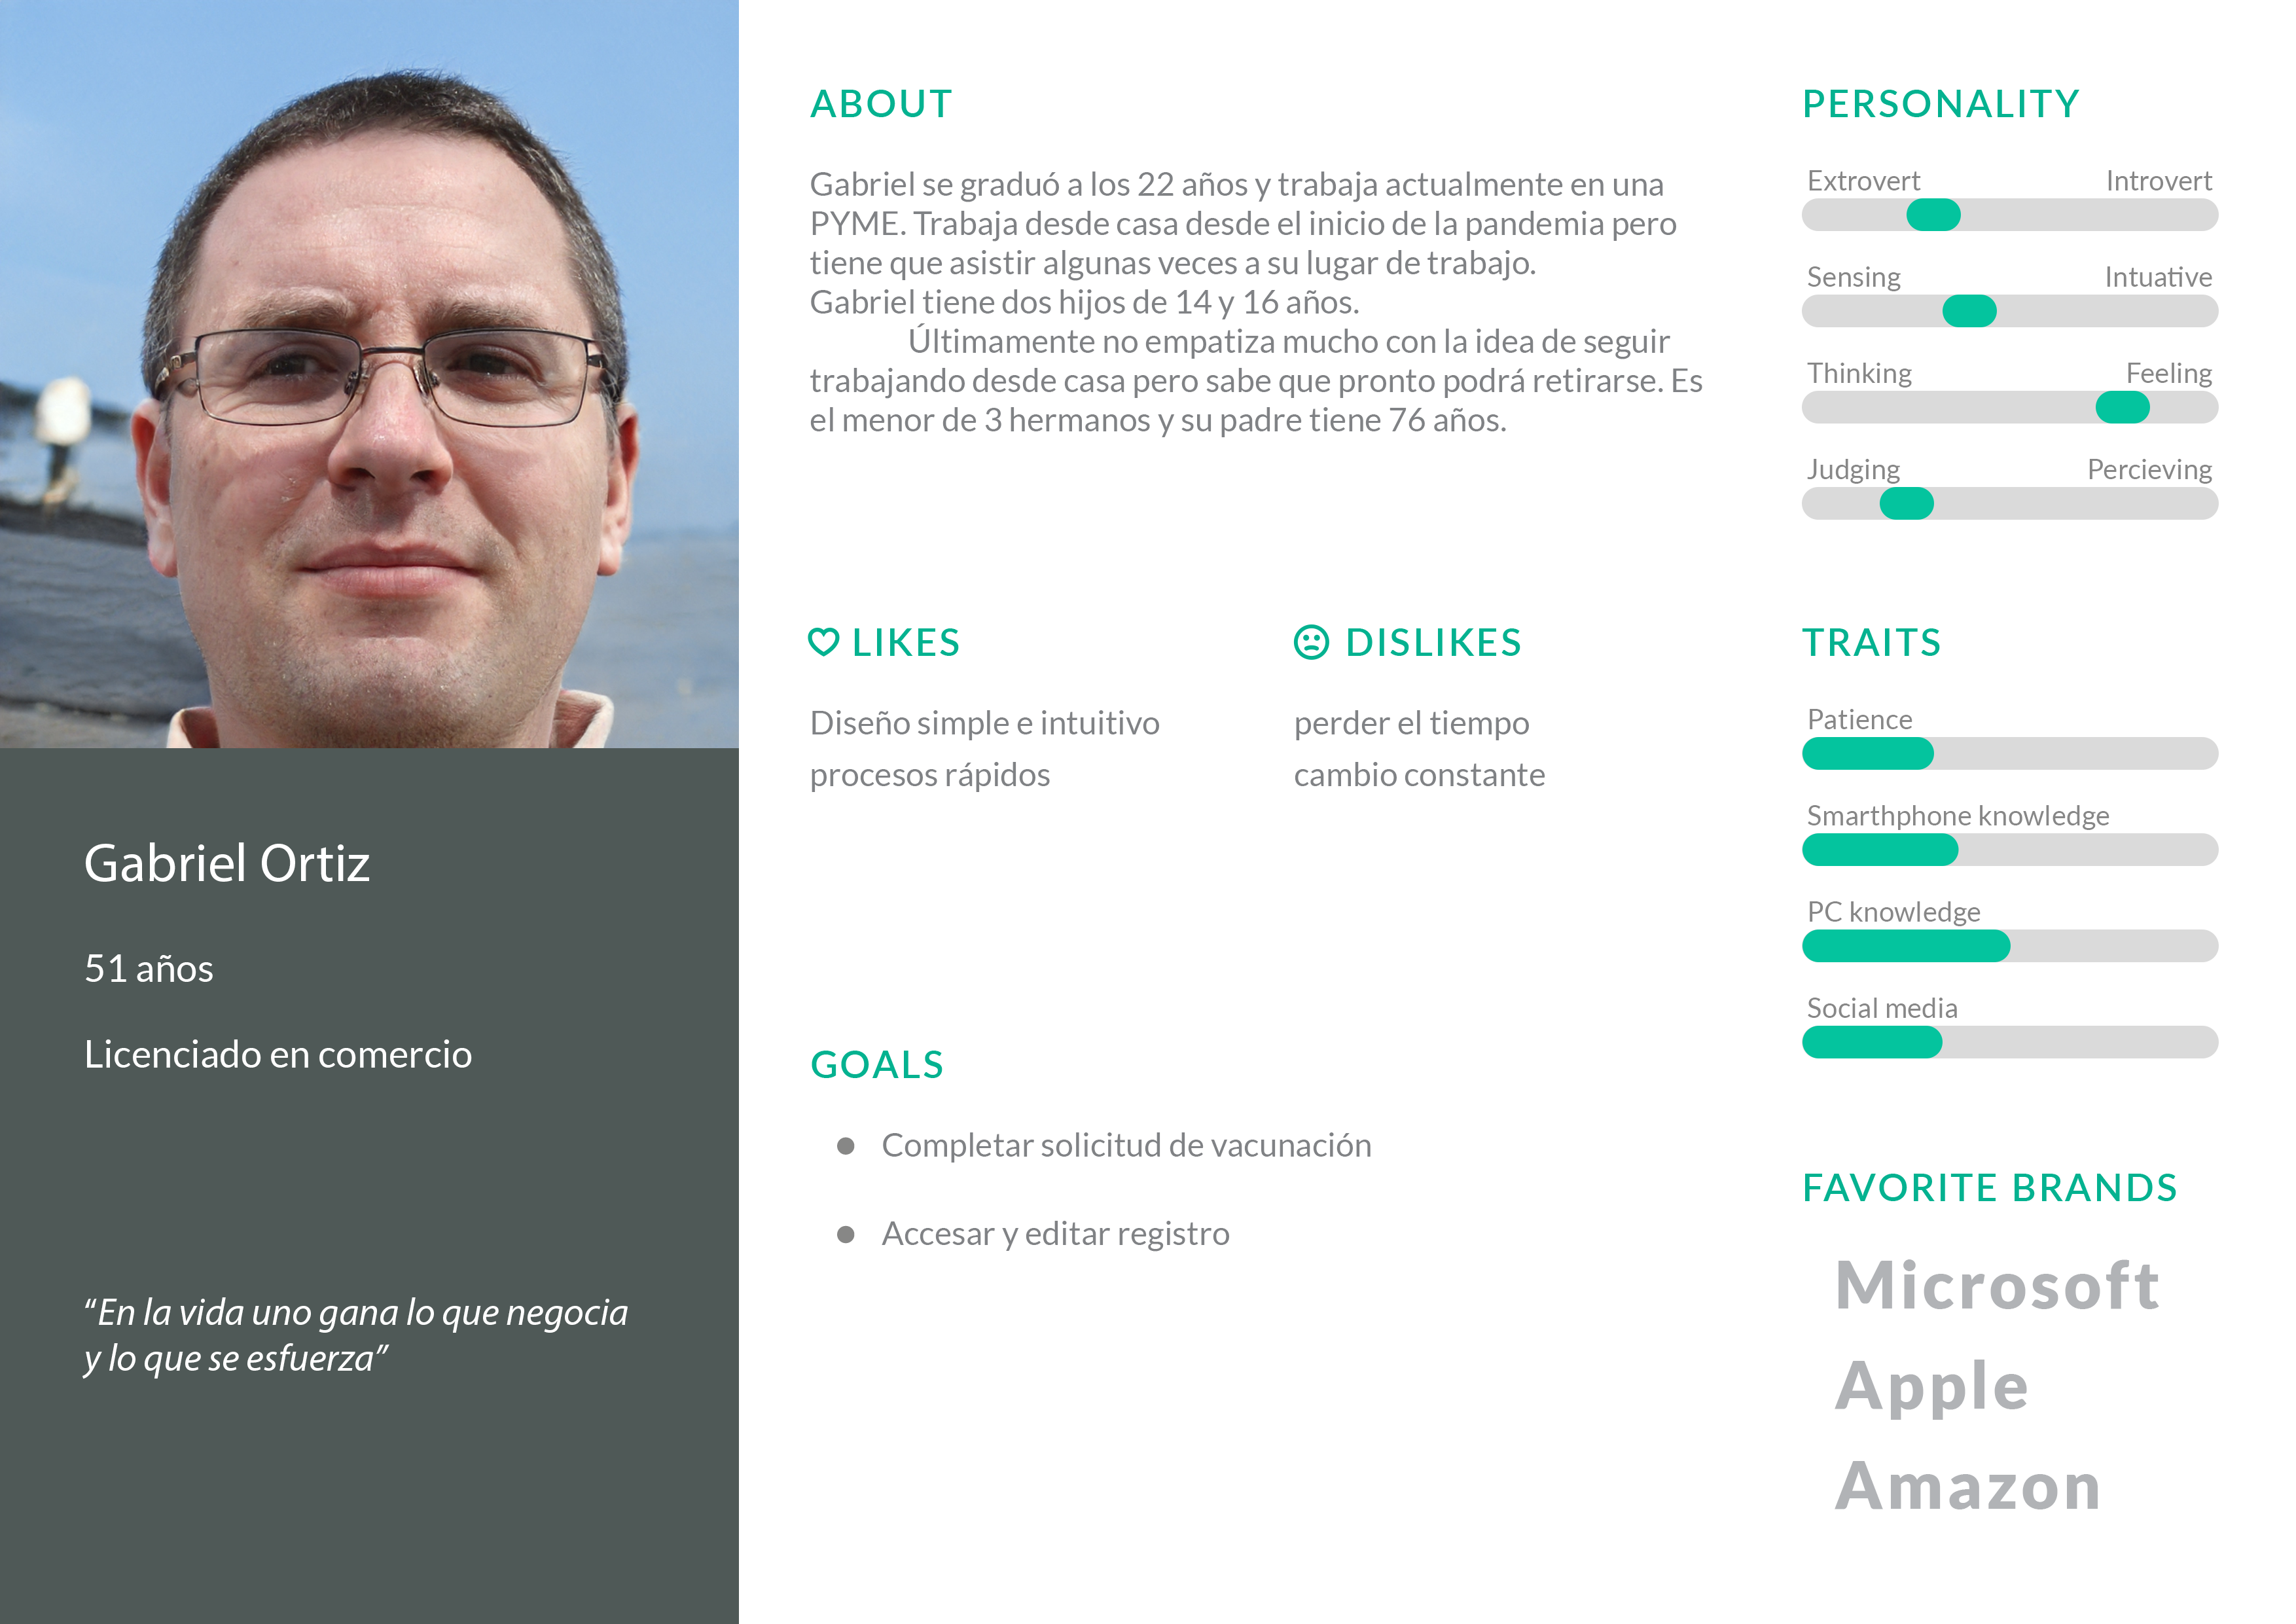 Gabriel Ortiz
51 años
Licenciado en comercio
“En la vida uno gana lo que negocia
y lo que se esfuerza”
ABOUT
Gabriel se graduó a los 22 años y trabaja actualmente en una
PYME. Trabaja desde casa desde el inicio de la pandemia pero
tiene que asistir algunas veces a su lugar de trabajo.
Gabriel tiene dos hijos de 14 y 16 años.
Últimamente no empatiza mucho con la idea de seguir
trabajando desde casa pero sabe que pronto podrá retirarse. Es
el menor de 3 hermanos y su padre tiene 76 años.
LIKES
Diseño simple e intuitivo
procesos rápidos
DISLIKES
perder el tiempo
cambio constante
GOALS
Completar solicitud de vacunación
Accesar y editar registro
PERSONALITY
Extrovert Introvert
Sensing Intuative
Thinking Feeling
Judging Percieving
TRAITS
Patience
Smarthphone knowledge
PC knowledge
Social media
FAVORITE BRANDS
Microsoft
Apple
Amazon